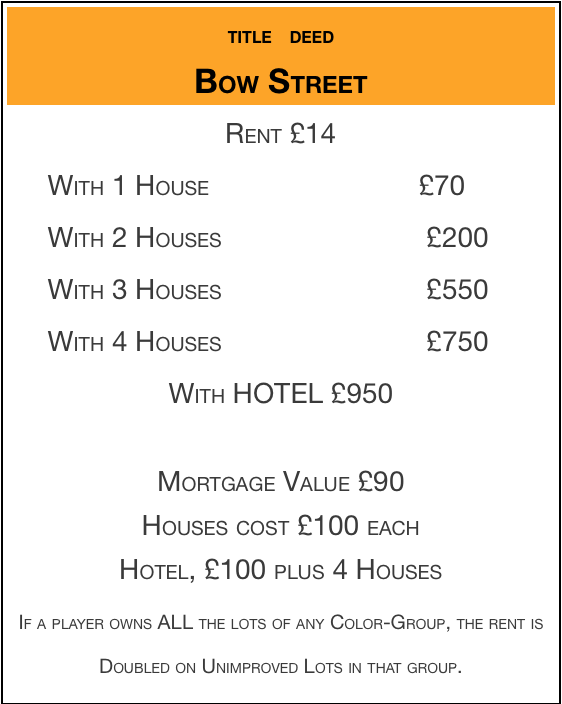 TITLE DEED
Bow Street
Rent £14
With 1 House £70
With 2 Houses £200
With 3 Houses £550
With 4 Houses £750
With HOTEL £950
Mortgage Value £90
Houses cost £100 each
Hotel, £100 plus 4 Houses
If a player owns ALL the lots of any Color-Group, the rent is
Doubled on Unimproved Lots in that group.